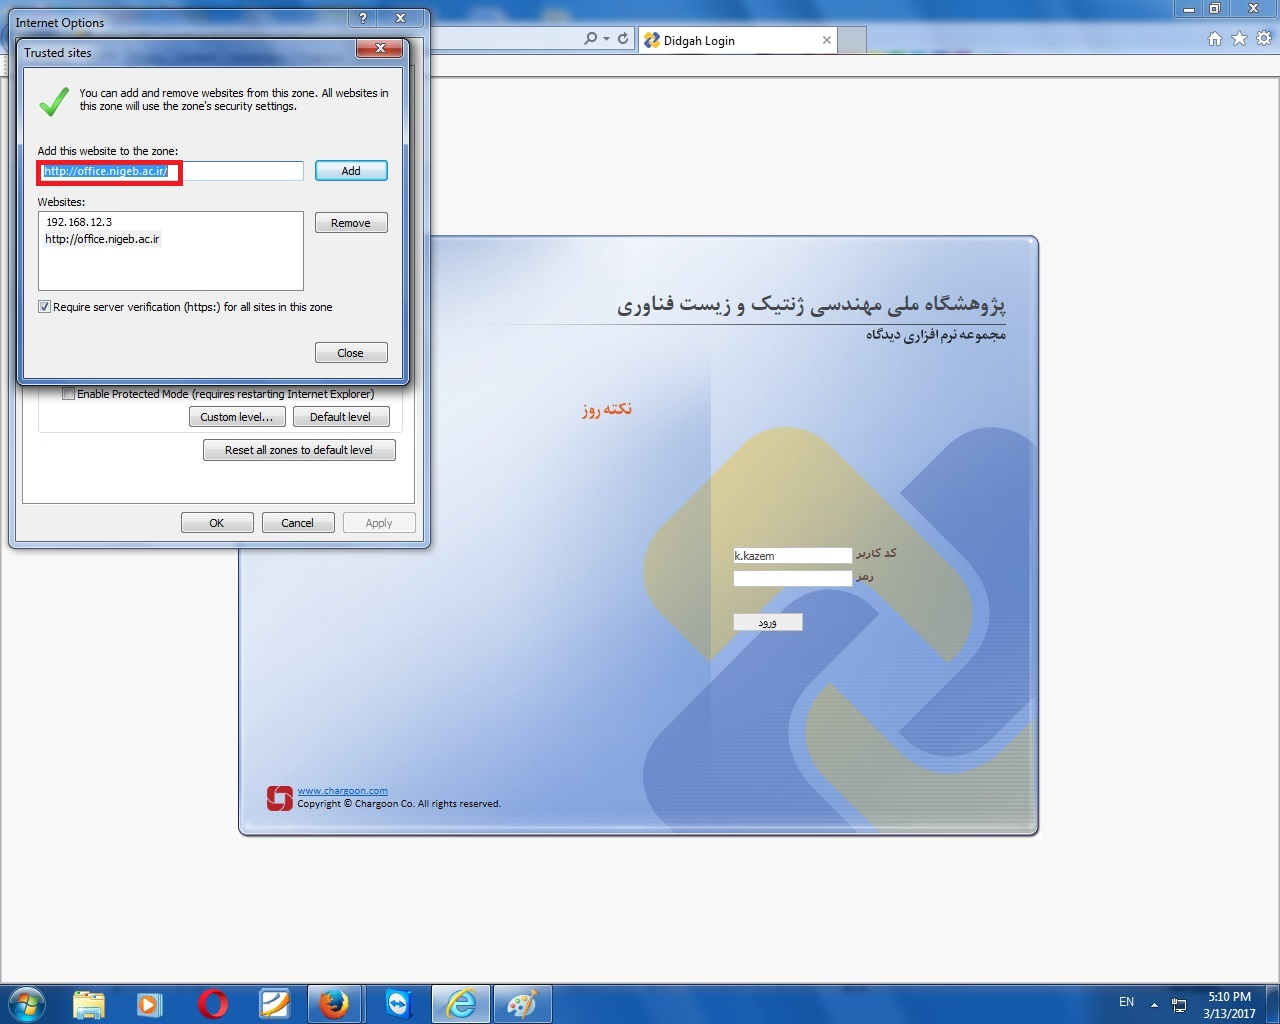 Internet Options
Trusted sites
You can add and remove websites from this zone. All websites in
this zone will use the zone's security settings.
Add this website to the zone:
http://office.nigeb.ac.ir/
Add
Websites:
192.168.12.3
http://office.nigeb.ac.ir
Remove
Require server verification (https:) for all sites in this zone
Close
Enable Protected Mode (requires restarting Internet Explorer)
Custom level...
Default level
Reset all zones to default level
OK
Cancel
Apply
Didgah Login
پژوهشگاه ملی مهندسی ژنتیک و زیست فناوری
مجموعه نرم افزاری دیدگاه
نکته روز
کد کاربر
k.kazem
رمز
ورود
www.chargoon.com
Copyright © Chargoon Co. All rights reserved.
EN
5:10 PM
3/13/2017